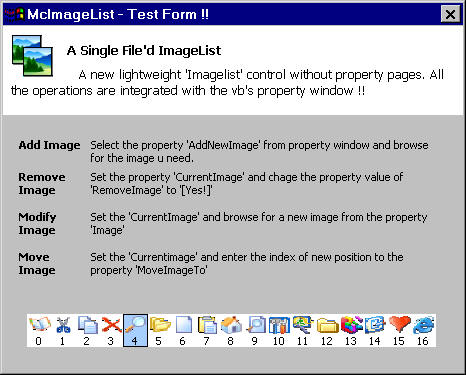 McImageList - Test Form !!
A Single File'd ImageList
A new lightweight 'Imagelist' control without property pages. All
the operations are integrated with the vb's property window !!
Add Image Select the property 'AddNewImage' from property window and browse
for the image u need.
Remove Set the property 'CurrentImage' and chage the property value of
Image 'RemoveImage' to '[Yes!]'
Modify Set the 'CurrentImage' and browse for a new image from the property
Image 'Image'
Move Set the 'Currentimage' and enter the index of new position to the
Image property 'MoveImageTo'
0 1 2 3 4 5 6 7 8 9 10 11 12 13 14 15 16